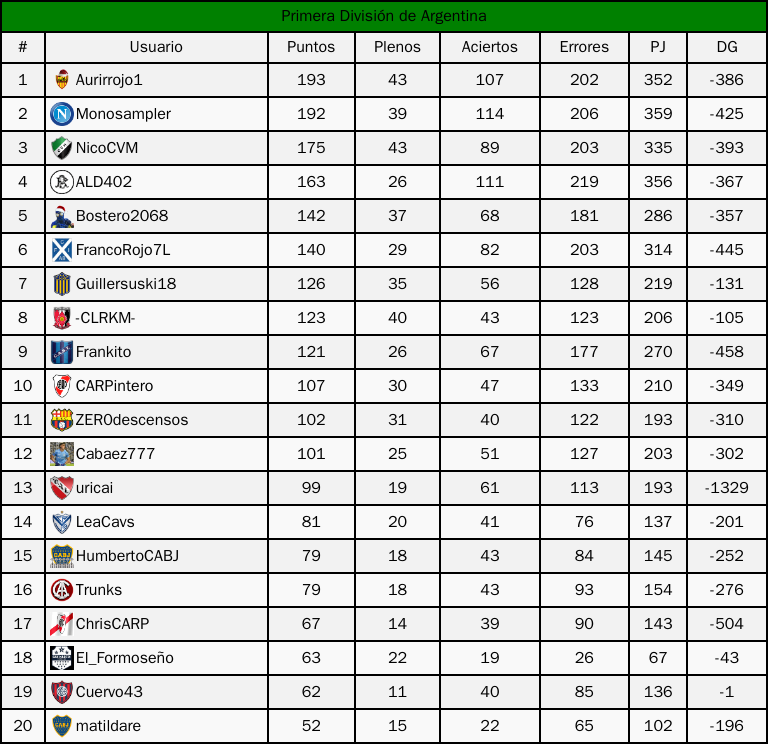 Primera División de Argentina
# Usuario Puntos Plenos Aciertos Errores PJ DG
1 Aurirrojo1 193 43 107 202 352 -386
2 Monosampler 192 39 114 206 359 -425
3 NicoCVM 175 43 89 203 335 -393
4 ALD402 163 26 111 219 356 -367
5 Bostero2068 142 37 68 181 286 -357
6 FrancoRojo7L 140 29 82 203 314 -445
7 Guillersuski18 126 35 56 128 219 -131
8 -CLRKM- 123 40 43 123 206 -105
9 Frankito 121 26 67 177 270 -458
10 CARPintero 107 30 47 133 210 -349
11 ZER0descensos 102 31 40 122 193 -310
12 Cabaez777 101 25 51 127 203 -302
13 uricai 99 19 61 113 193 -1329
14 LeaCavs 81 20 41 76 137 -201
15 HumbertoCABJ 79 18 43 84 145 -252
16 Trunks 79 18 43 93 154 -276
17 ChrisCARP 67 14 39 90 143 -504
18 El_Formoseño 63 22 19 26 67 -43
19 Cuervo43 62 11 40 85 136 -1
20 matildare 52 15 22 65 102 -196